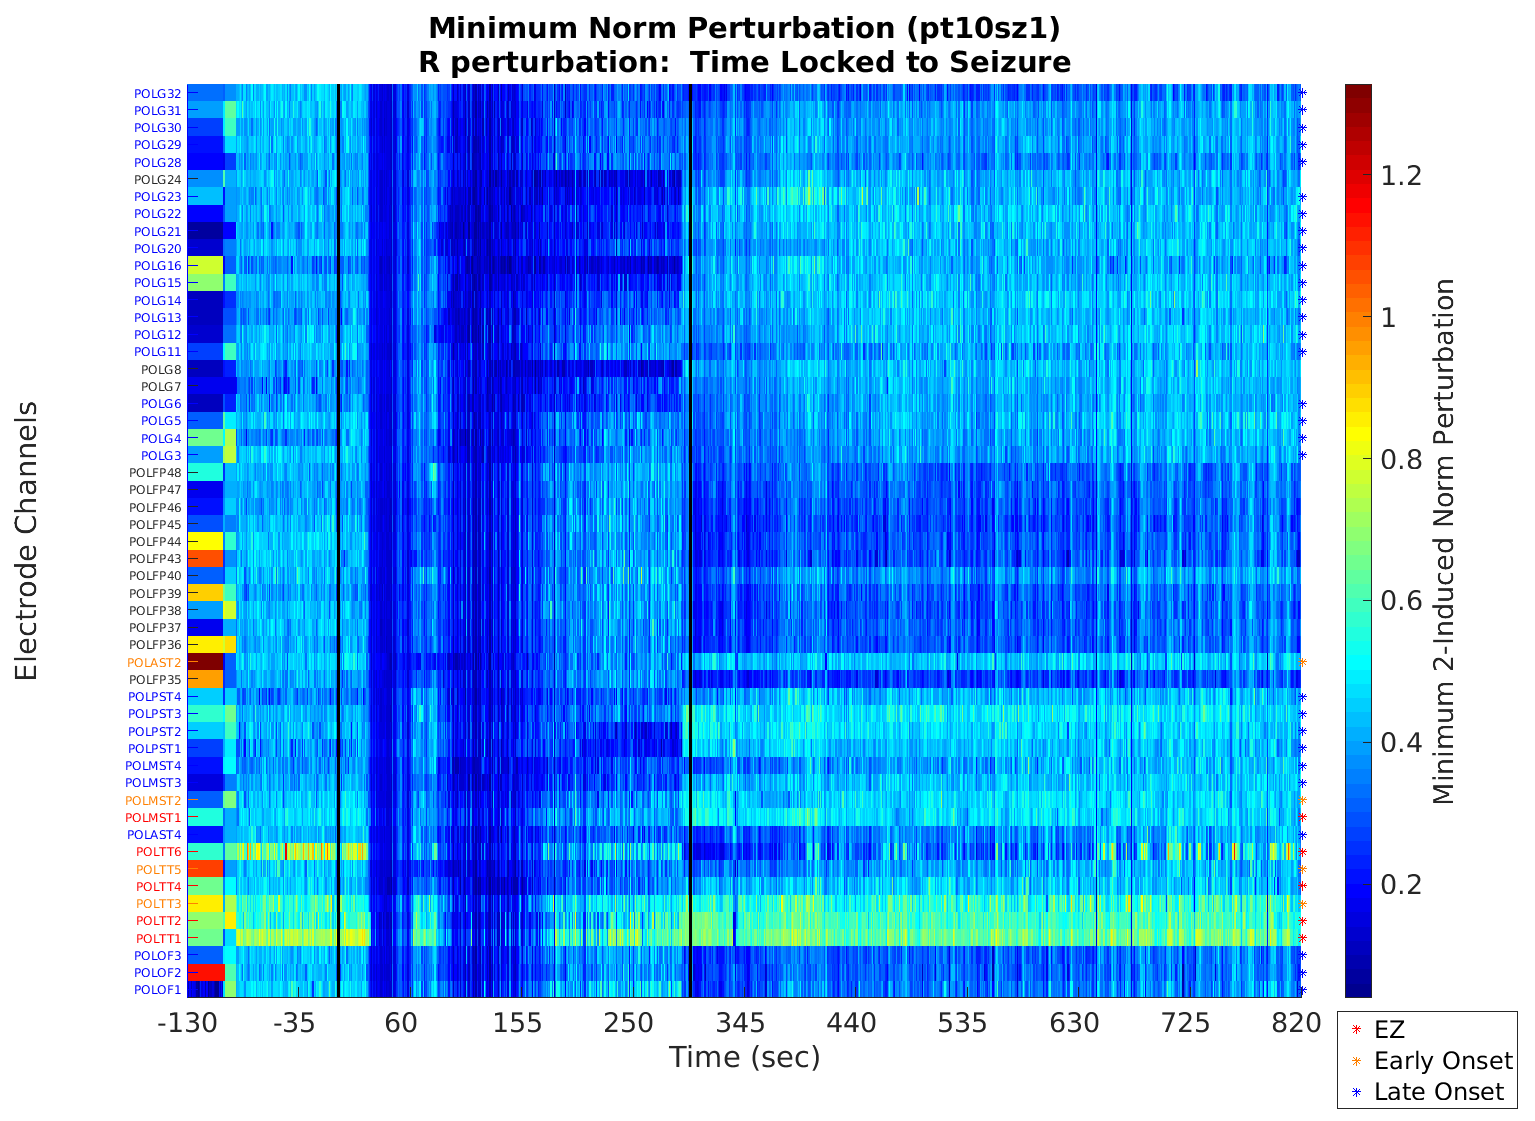 Minimum Norm Perturbation (pt10sz1)
R perturbation:  Time Locked to Seizure
Electrode Channels
POLG32
POLG31
POLG30
POLG29
POLG28
POLG24
POLG23
POLG22
POLG21
POLG20
POLG16
POLG15
POLG14
POLG13
POLG12
POLG11
POLG8
POLG7
POLG6
POLG5
POLG4
POLG3
POLFP48
POLFP47
POLFP46
POLFP45
POLFP44
POLFP43
POLFP40
POLFP39
POLFP38
POLFP37
POLFP36
POLAST2
POLFP35
POLPST4
POLPST3
POLPST2
POLPST1
POLMST4
POLMST3
POLMST2
POLMST1
POLAST4
POLTT6
POLTT5
POLTT4
POLTT3
POLTT2
POLTT1
POLOF3
POLOF2
POLOF1
-130 -35 60 155 250 345 440 535 630 725 820
Time (sec)
1.2
1
0.8
0.6
0.4
0.2
Minimum 2-Induced Norm Perturbation
EZ
Early Onset
Late Onset